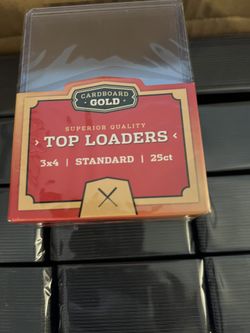 CARDBOARD
GOLD
SUPERIOR QUALITY
TOP LOADERS
3x4 | STANDARD | 25ct